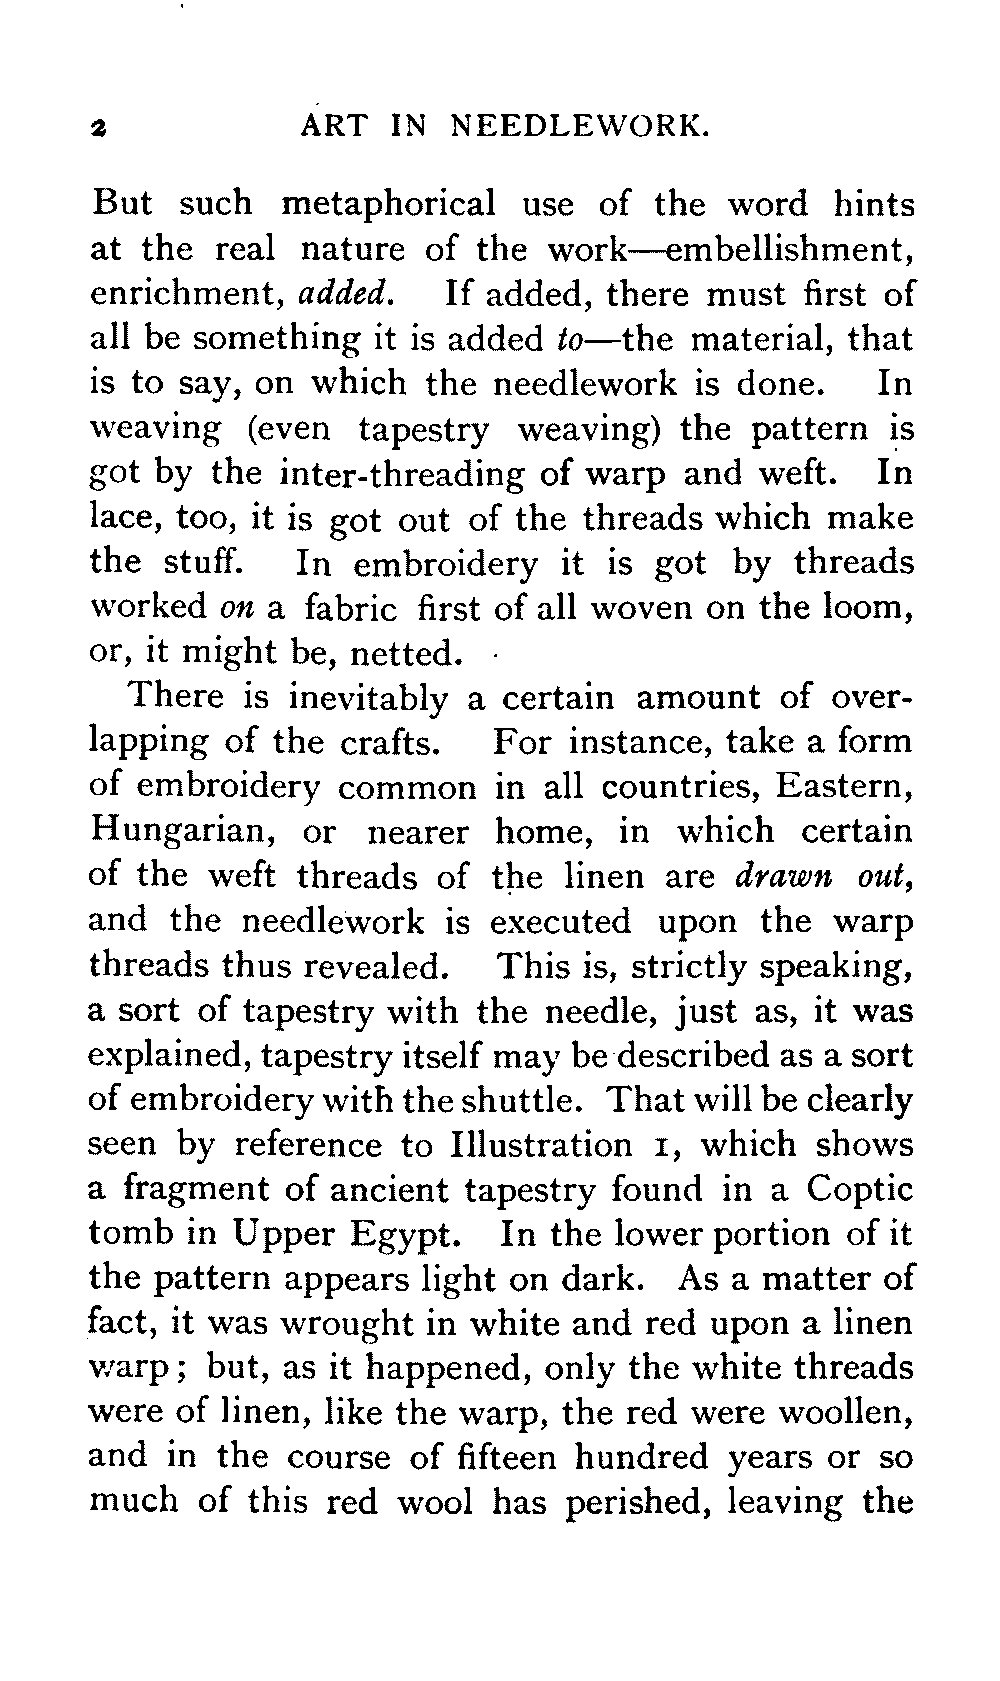 2 ART IN NEEDLEWORK.
But such metaphorical use of the word hints
at the real nature of the work—embellishment,
enrichment, added. If added, there must first of
all be something it is added to—the material, that
is to say, on which the needlework is done. In
weaving (even tapestry weaving) the pattern is
got by the inter-threading of warp and weft. In
lace, too, it is got out of the threads which make
the stuff. In embroidery it is got by threads
worked on a fabric first of all woven on the loom,
or, it might be, netted.
There is inevitably a certain amount of over-
lapping of the crafts. For instance, take a form
of embroidery common in all countries, Eastern,
Hungarian, or nearer home, in which certain
of the weft threads of the linen are drawn out,
and the needlework is executed upon the warp
threads thus revealed. This is, strictly speaking,
a sort of tapestry with the needle, just as, it was
explained, tapestry itself may be described as a sort
of embroidery with the shuttle. That will be clearly
seen by reference to Illustration 1, which shows
a fragment of ancient tapestry found in a Coptic
tomb in Upper Egypt. In the lower portion of it
the pattern appears light on dark. As a matter of
fact, it was wrought in white and red upon a linen
warp; but, as it happened, only the white threads
were of linen, like the warp, the red were woollen,
and in the course of fifteen hundred years or so
much of this red wool has perished, leaving the